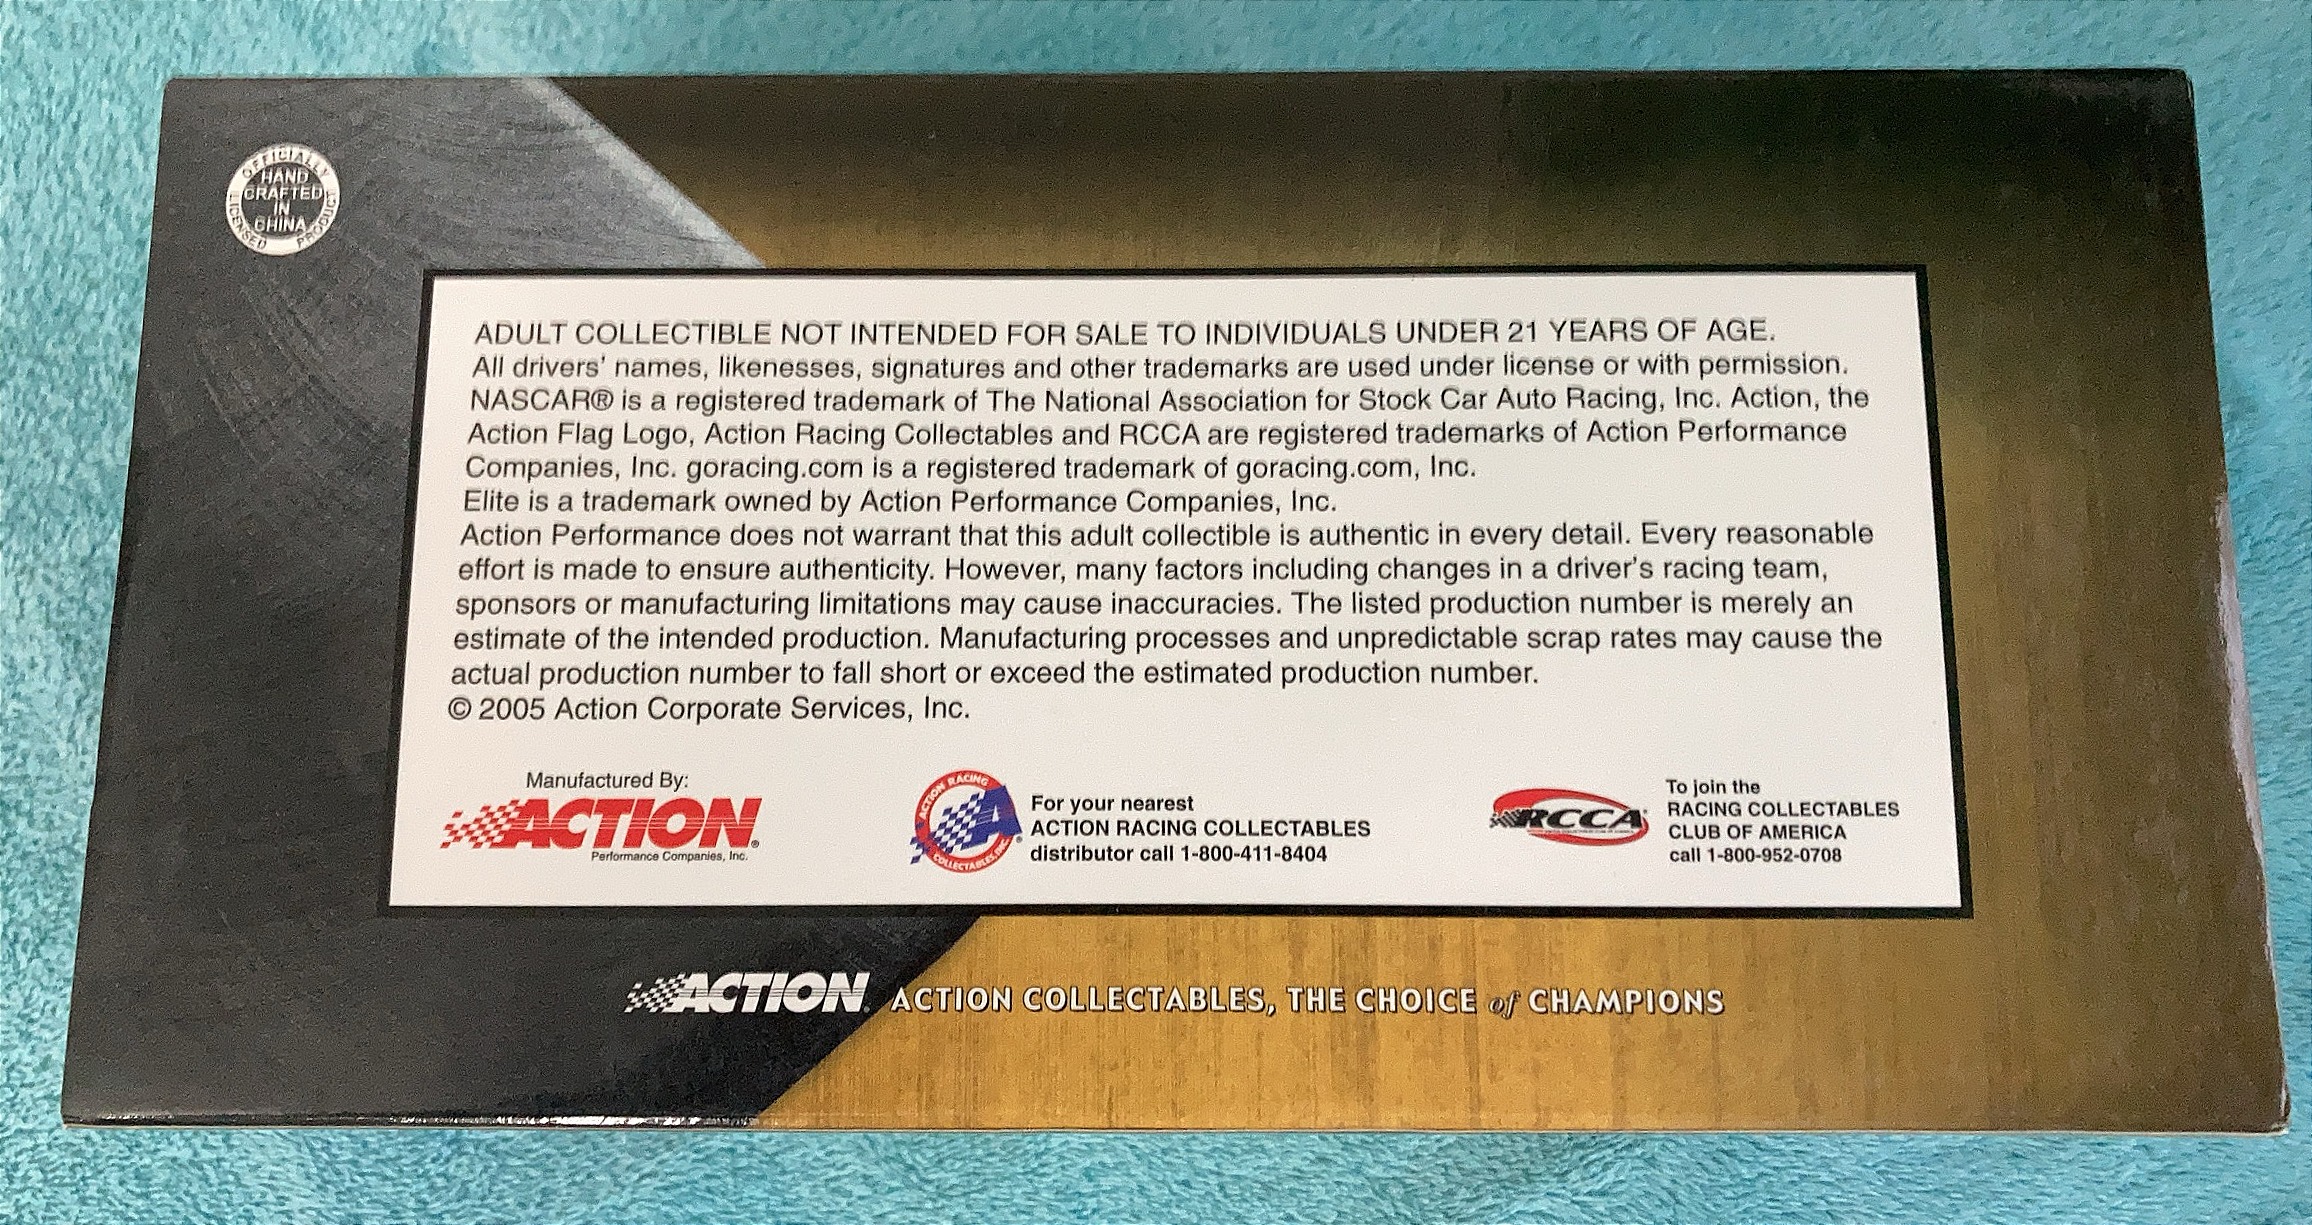 OFFICIALLY LICENSED PRODUCT
HAND
CRAFTED
IN
CHINA
ADULT COLLECTIBLE NOT INTENDED FOR SALE TO INDIVIDUALS UNDER 21 YEARS OF AGE.
All drivers' names, likenesses, signatures and other trademarks are used under license or with permission.
NASCAR® is a registered trademark of The National Association for Stock Car Auto Racing, Inc. Action, the
Action Flag Logo, Action Racing Collectables and RCCA are registered trademarks of Action Performance
Companies, Inc. goracing.com is a registered trademark of goracing.com, Inc.
Elite is a trademark owned by Action Performance Companies, Inc.
Action Performance does not warrant that this adult collectible is authentic in every detail. Every reasonable
effort is made to ensure authenticity. However, many factors including changes in a driver's racing team,
sponsors or manufacturing limitations may cause inaccuracies. The listed production number is merely an
estimate of the intended production. Manufacturing processes and unpredictable scrap rates may cause the
actual production number to fall short or exceed the estimated production number.
© 2005 Action Corporate Services, Inc.
Manufactured By:
ACTION®
Performance Companies, Inc.
ACTION RACING
A
COLLECTABLES, INC.
For your nearest
ACTION RACING COLLECTABLES
distributor call 1-800-411-8404
RCCA
To join the
RACING COLLECTABLES
CLUB OF AMERICA
call 1-800-952-0708
ACTION® ACTION COLLECTABLES, THE CHOICE of CHAMPIONS